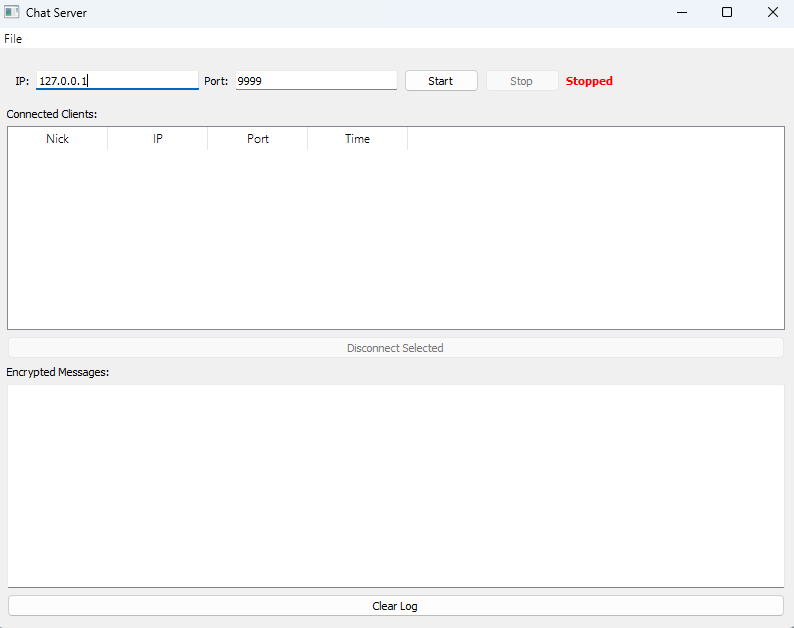 Chat Server
File
IP: 127.0.0.1 Port: 9999 Start Stop Stopped
Connected Clients:
Nick IP Port Time
Disconnect Selected
Encrypted Messages:
Clear Log